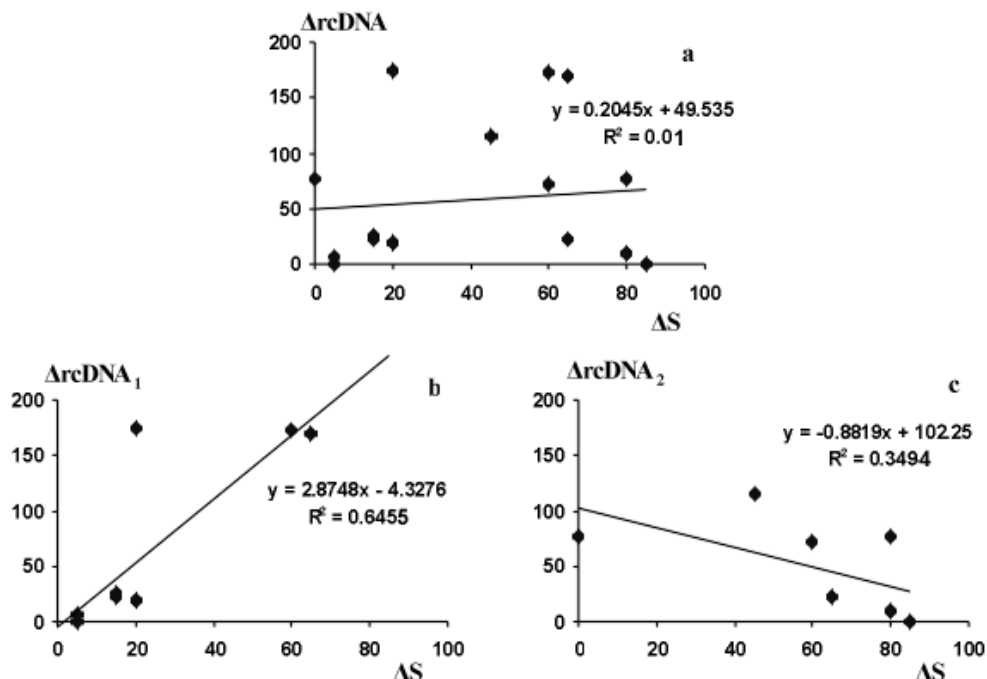 ΔrcDNA
a
200
150
100
50
0
y = 0.2045x + 49.535
R² = 0.01
0 20 40 60 80 100
ΔS
ΔrcDNA₁
b
200
150
100
50
0
y = 2.8748x - 4.3276
R² = 0.6455
0 20 40 60 80 100
ΔS
ΔrcDNA₂
c
200
150
100
50
0
y = -0.8819x + 102.25
R² = 0.3494
0 20 40 60 80 100
ΔS